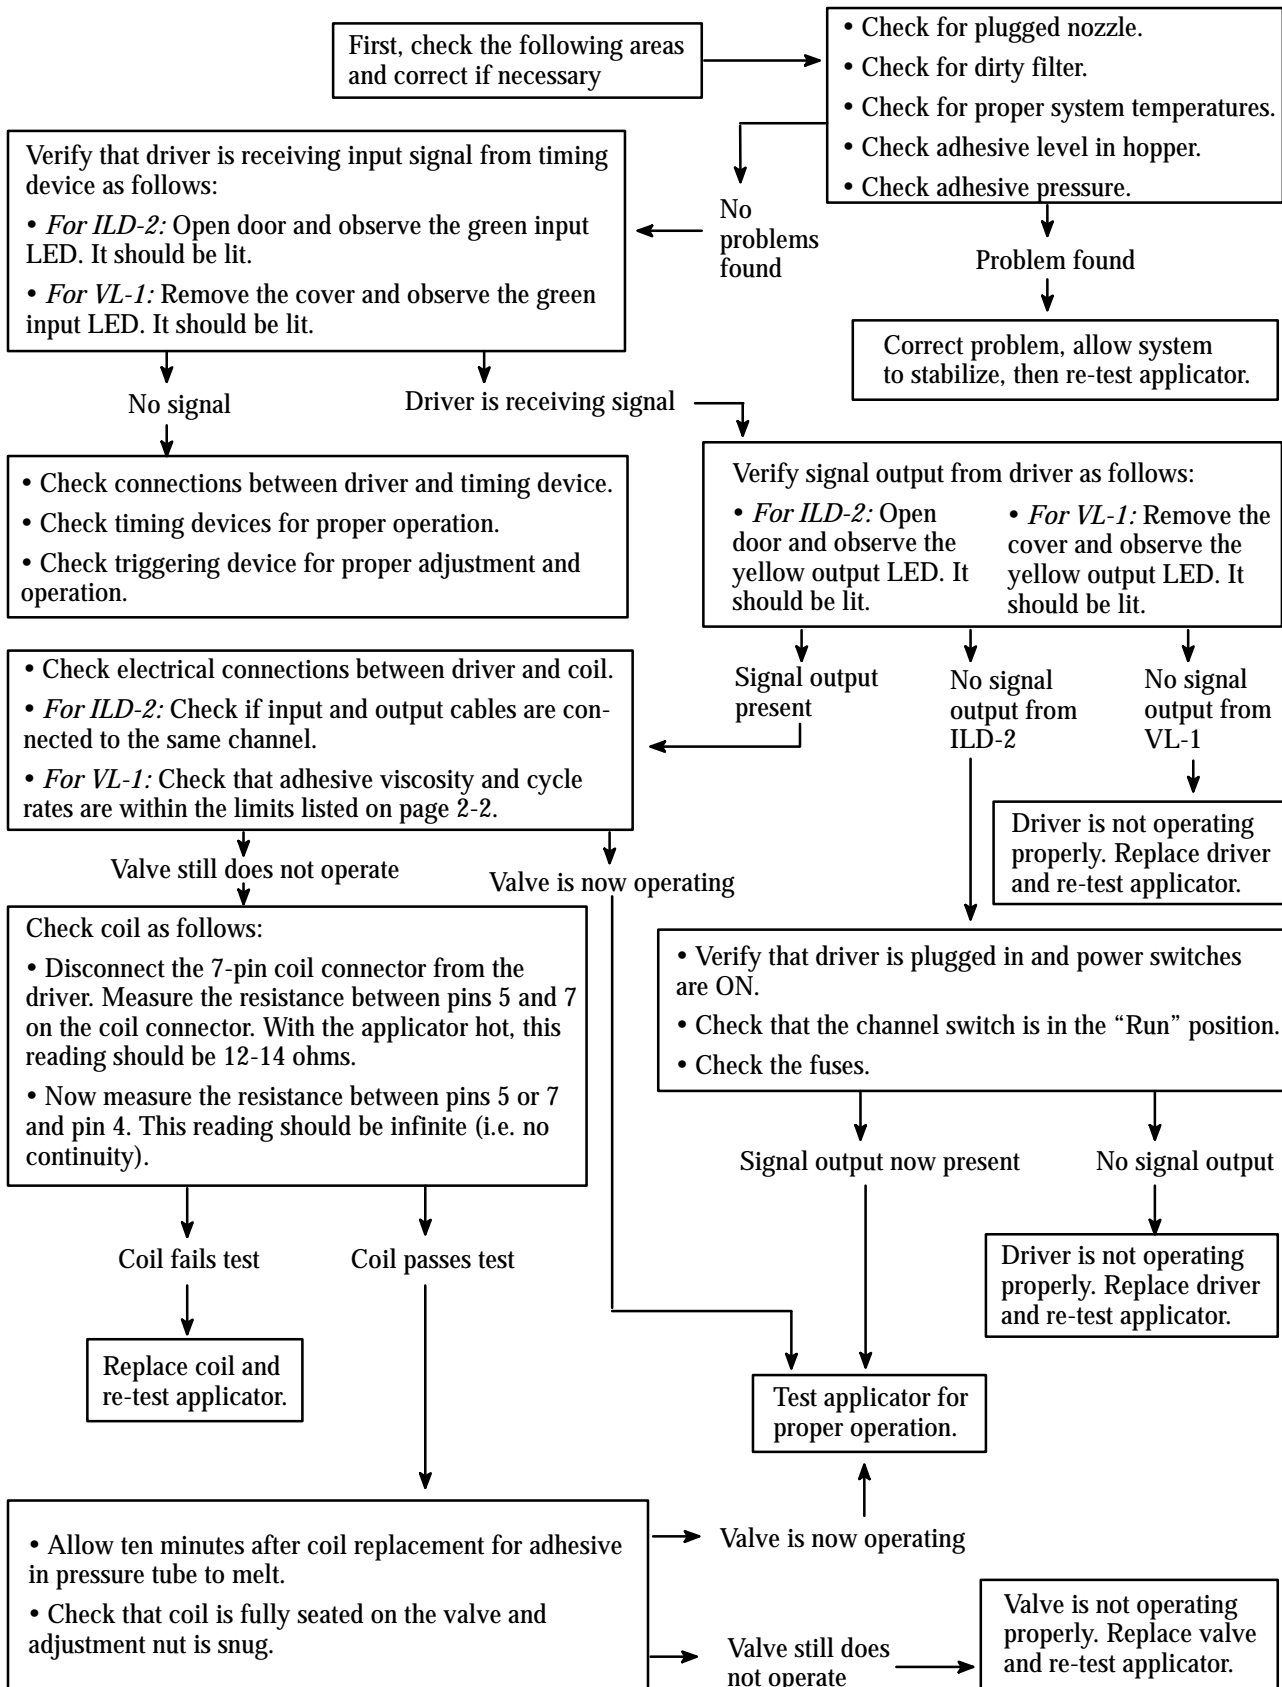 First, check the following areas
and correct if necessary
• Check for plugged nozzle.
• Check for dirty filter.
• Check for proper system temperatures.
• Check adhesive level in hopper.
• Check adhesive pressure.
Verify that driver is receiving input signal from timing
device as follows:
• For ILD-2: Open door and observe the green input
LED. It should be lit.
• For VL-1: Remove the cover and observe the green
input LED. It should be lit.
No
problems
found
Problem found
Correct problem, allow system
to stabilize, then re-test applicator.
No signal
Driver is receiving signal
• Check connections between driver and timing device.
• Check timing devices for proper operation.
• Check triggering device for proper adjustment and
operation.
Verify signal output from driver as follows:
• For ILD-2: Open
door and observe the
yellow output LED. It
should be lit.
• For VL-1: Remove the
cover and observe the
yellow output LED. It
should be lit.
Signal output
present
No signal
output from
ILD-2
No signal
output from
VL-1
• Check electrical connections between driver and coil.
• For ILD-2: Check if input and output cables are con-
nected to the same channel.
• For VL-1: Check that adhesive viscosity and cycle
rates are within the limits listed on page 2-2.
Driver is not operating
properly. Replace driver
and re-test applicator.
Valve still does not operate
Valve is now operating
Check coil as follows:
• Disconnect the 7-pin coil connector from the
driver. Measure the resistance between pins 5 and 7
on the coil connector. With the applicator hot, this
reading should be 12-14 ohms.
• Now measure the resistance between pins 5 or 7
and pin 4. This reading should be infinite (i.e. no
continuity).
• Verify that driver is plugged in and power switches
are ON.
• Check that the channel switch is in the “Run” position.
• Check the fuses.
Signal output now present
No signal output
Coil fails test
Coil passes test
Driver is not operating
properly. Replace driver
and re-test applicator.
Replace coil and
re-test applicator.
Test applicator for
proper operation.
• Allow ten minutes after coil replacement for adhesive
in pressure tube to melt.
• Check that coil is fully seated on the valve and
adjustment nut is snug.
Valve is now operating
Valve still does
not operate
Valve is not operating
properly. Replace valve
and re-test applicator.